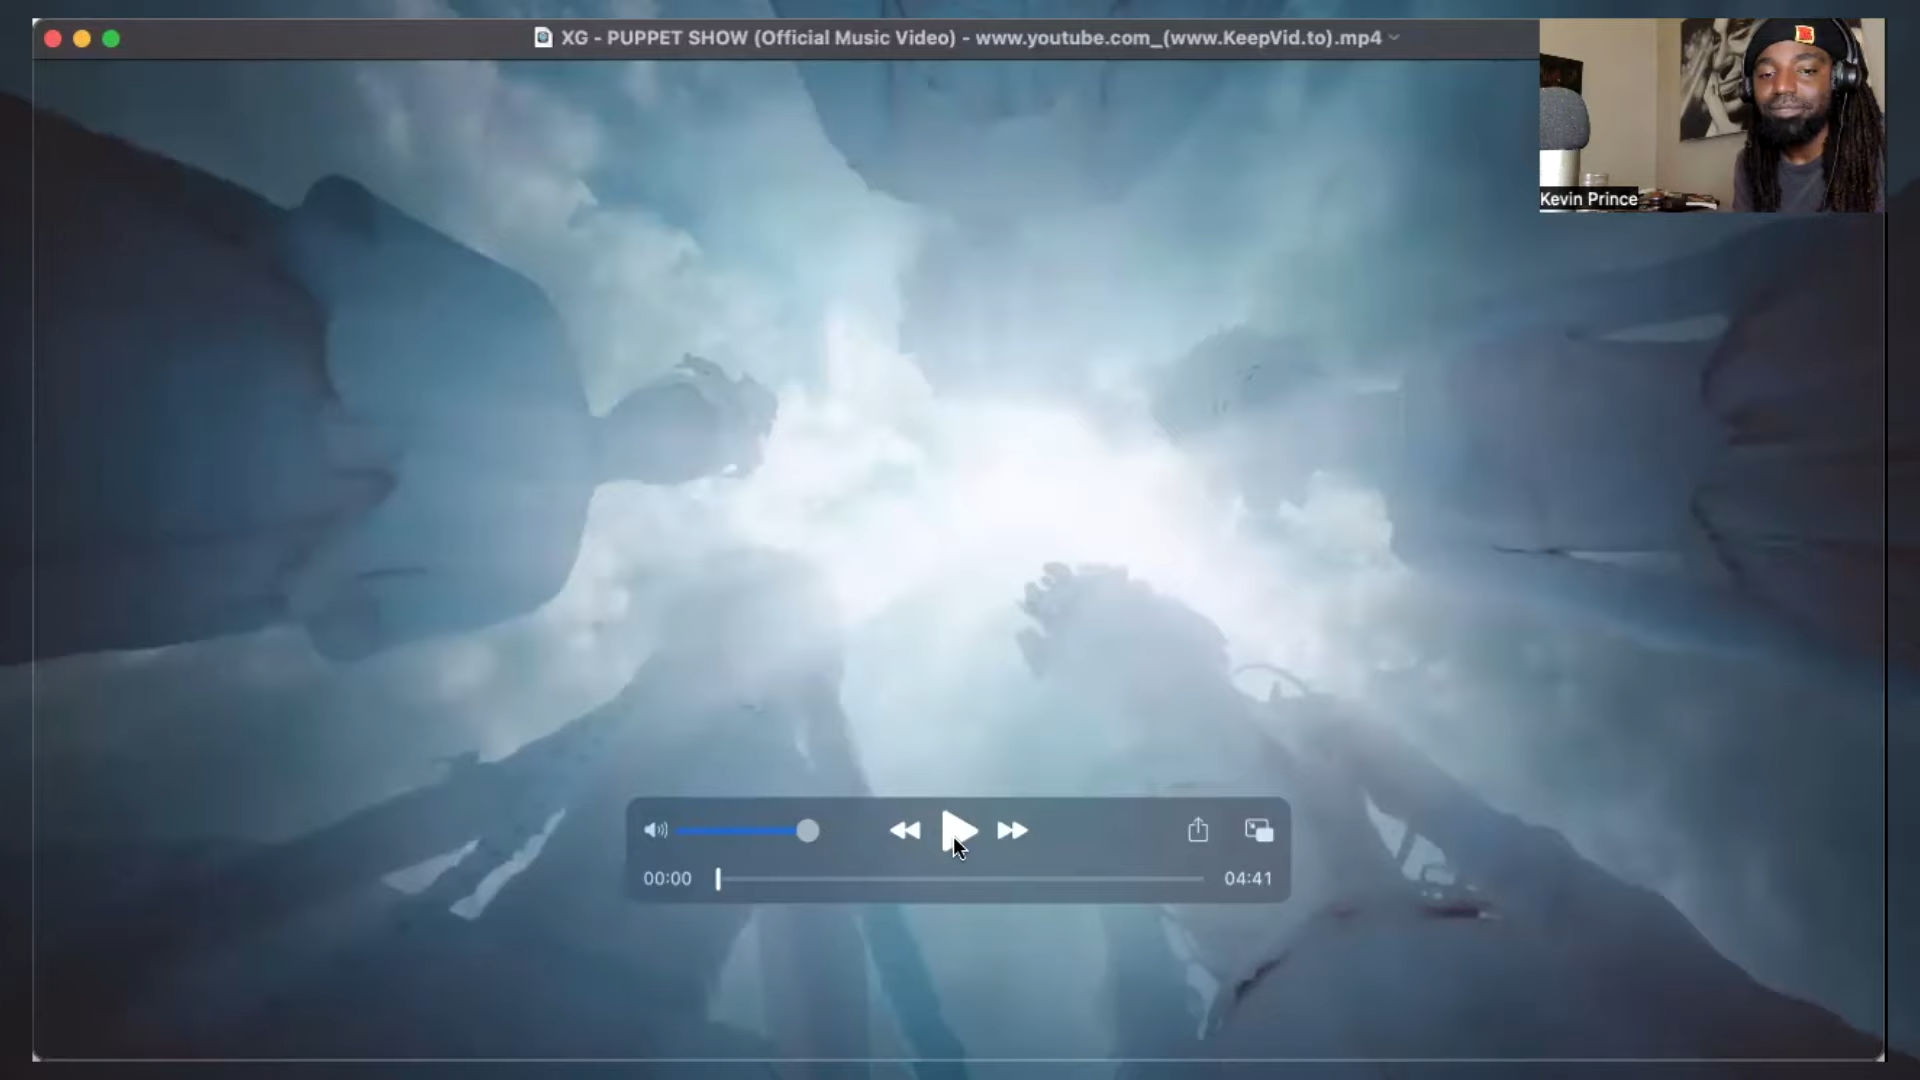 XG - PUPPET SHOW (Official Music Video) - www.youtube.com_(www.KeepVid.to).mp4
Kevin Prince
00:00
04:41